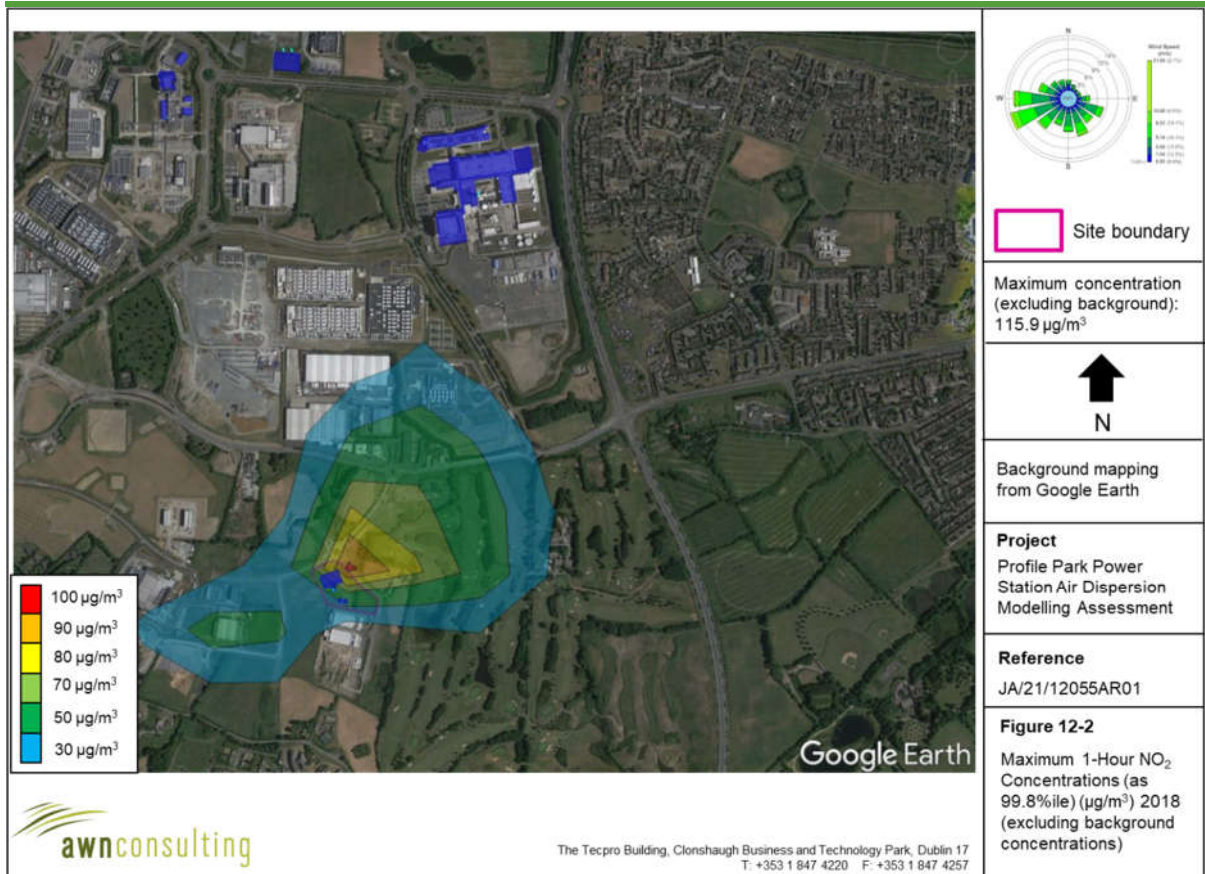 N
W
E
S
Wind Speed
Site boundary
Maximum concentration
(excluding background):
115.9 µg/m³
N
Background mapping
from Google Earth
Project
Profile Park Power
Station Air Dispersion
Modelling Assessment
Reference
JA/21/12055AR01
Figure 12-2
Maximum 1-Hour NO₂
Concentrations (as
99.8%ile) (µg/m³) 2018
(excluding background
concentrations)
100 µg/m³
90 µg/m³
80 µg/m³
70 µg/m³
50 µg/m³
30 µg/m³
Google Earth
awnconsulting
The Tecpro Building, Clonshaugh Business and Technology Park, Dublin 17
T: +353 1 847 4220 F: +353 1 847 4257